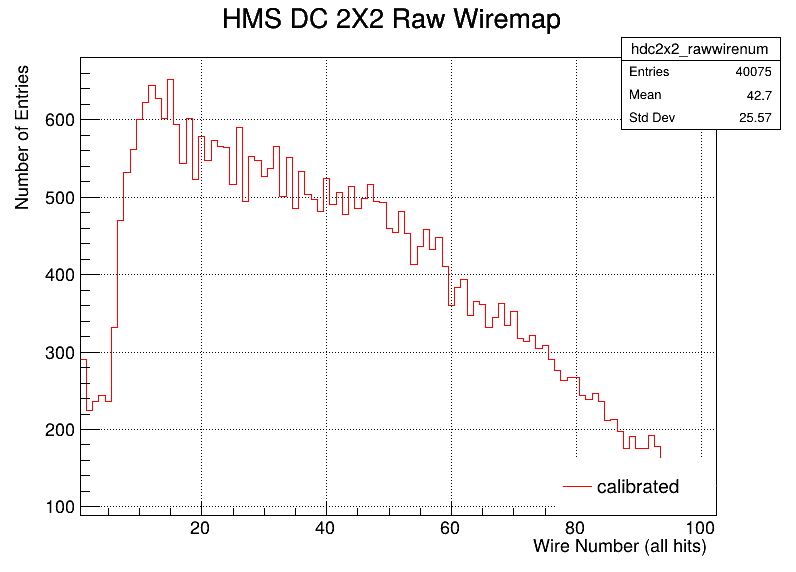 HMS DC 2X2 Raw Wiremap
hdc2x2_rawwirenum
Entries 40075
Mean 42.7
Std Dev 25.57
Number of Entries
600
500
400
300
200
100
calibrated
20 40 60 80 100
Wire Number (all hits)